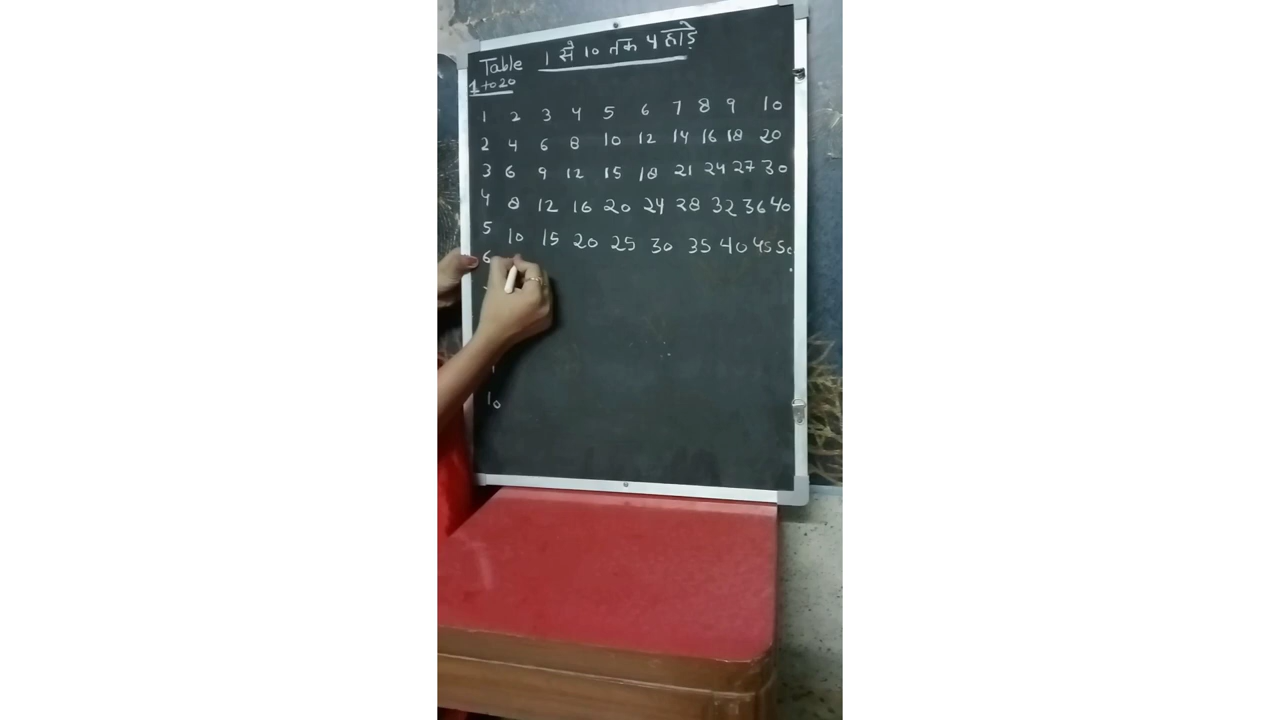 Table 1 से 10 तक पहाड़े
1 to 20
1 2 3 4 5 6 7 8 9 10
2 4 6 8 10 12 14 16 18 20
3 6 9 12 15 18 21 24 27 30
4 8 12 16 20 24 28 32 36 40
5 10 15 20 25 30 35 40 45 50
6
10